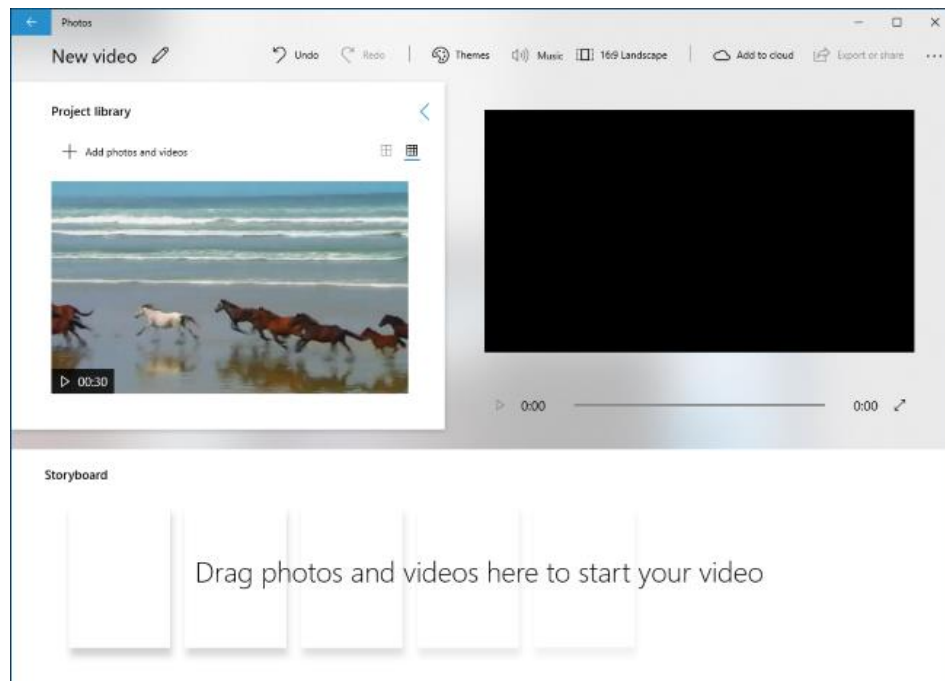 Photos
New video Undo Redo Themes Music 16:9 Landscape Add to cloud Export or share
Project library
Add photos and videos
00:30
0:00 0:00
Storyboard
Drag photos and videos here to start your video